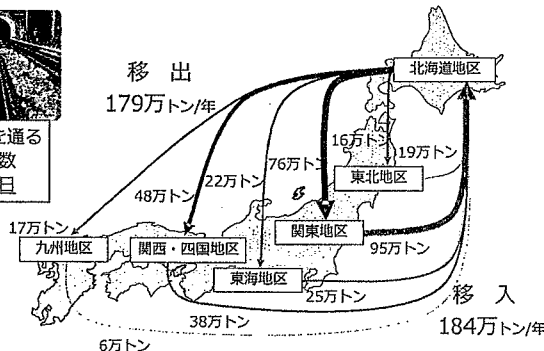 移 出
179万トン/年
を通る
数
日
北海道地区
16万トン
19万トン
76万トン
22万トン
48万トン
17万トン
東北地区
関東地区
九州地区
関西・四国地区
東海地区
95万トン
25万トン
38万トン
6万トン
移 入
184万トン/年